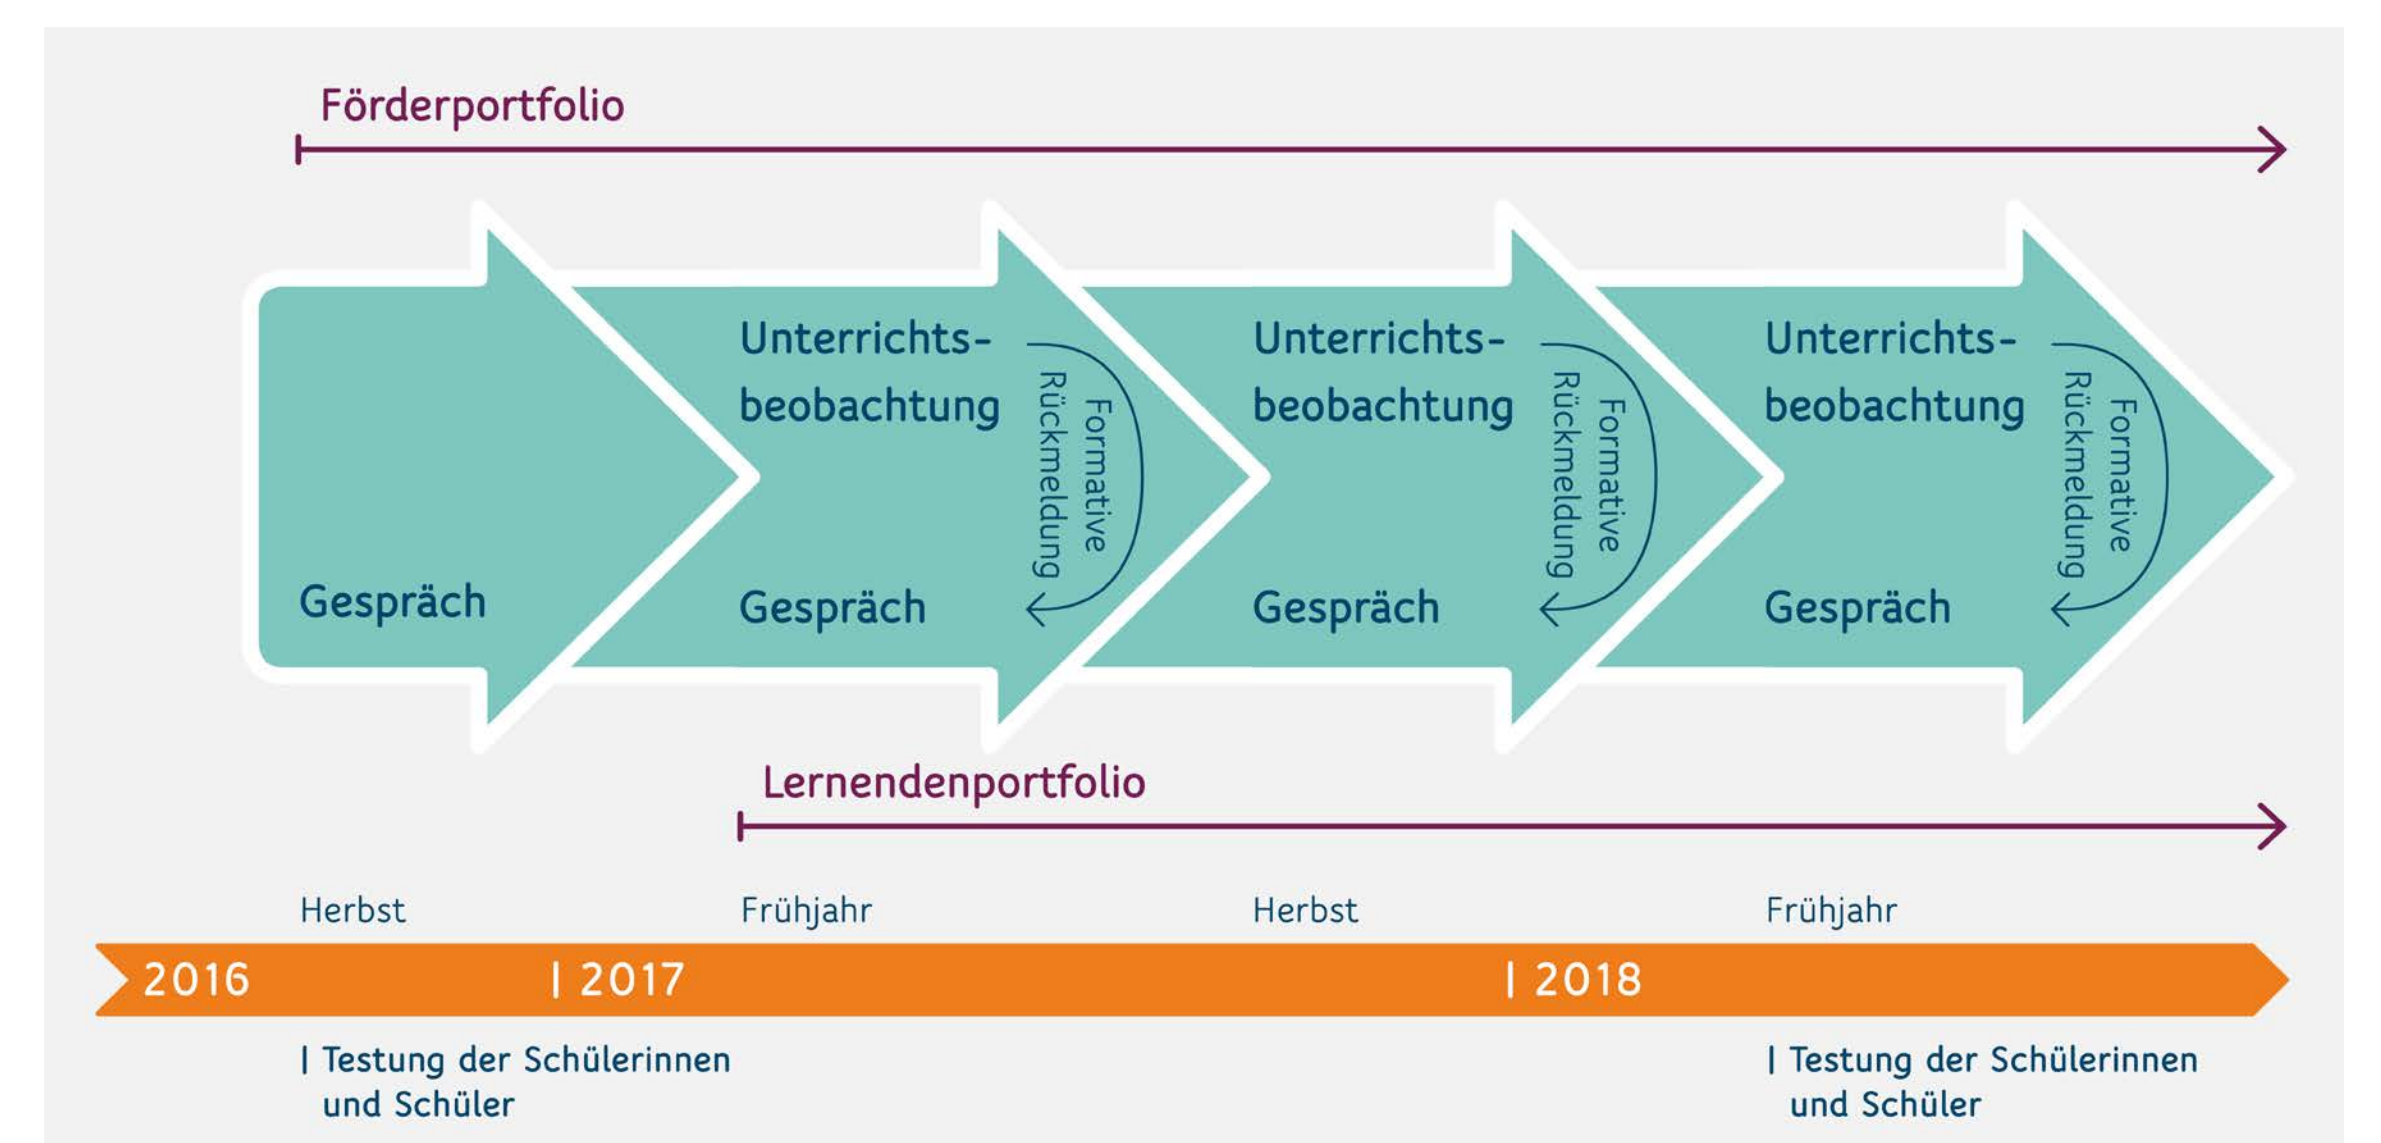 Förderportfolio
Gespräch
Unterrichts-
beobachtung
Formative
Rückmeldung
Gespräch
Unterrichts-
beobachtung
Formative
Rückmeldung
Gespräch
Unterrichts-
beobachtung
Formative
Rückmeldung
Gespräch
Lernendenportfolio
Herbst
Frühjahr
Herbst
Frühjahr
2016
| 2017
| 2018
| Testung der Schülerinnen
und Schüler
| Testung der Schülerinnen
und Schüler